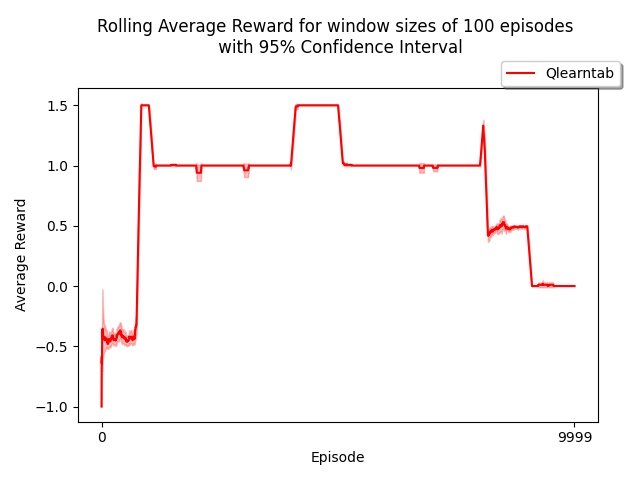 Rolling Average Reward for window sizes of 100 episodes
with 95% Confidence Interval
Qlearntab
1.5
1.0
0.5
0.0
−0.5
−1.0
Average Reward
0
9999
Episode